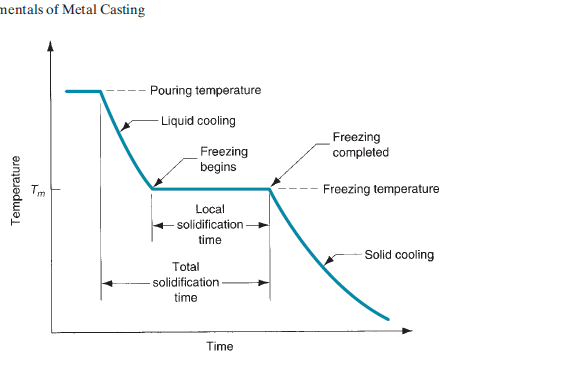 mentals of Metal Casting
Pouring temperature
Liquid cooling
Freezing
begins
Freezing
completed
Temperature
Tm
Freezing temperature
Local
solidification
time
Solid cooling
Total
solidification
time
Time